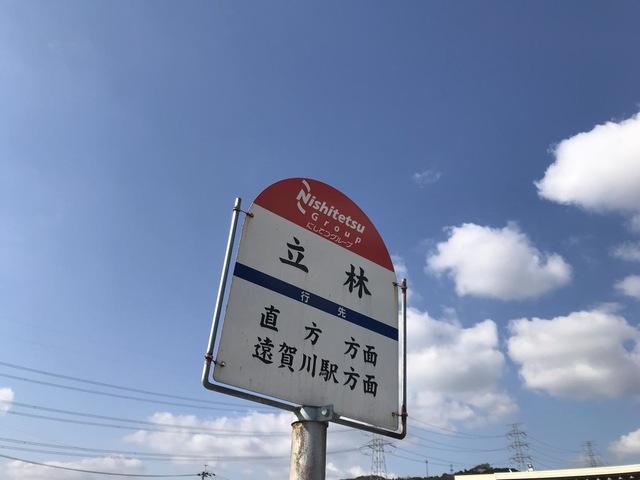 Nishitetsu
Group
にしてつグループ
立林
行先
直方方面
遠賀川駅方面